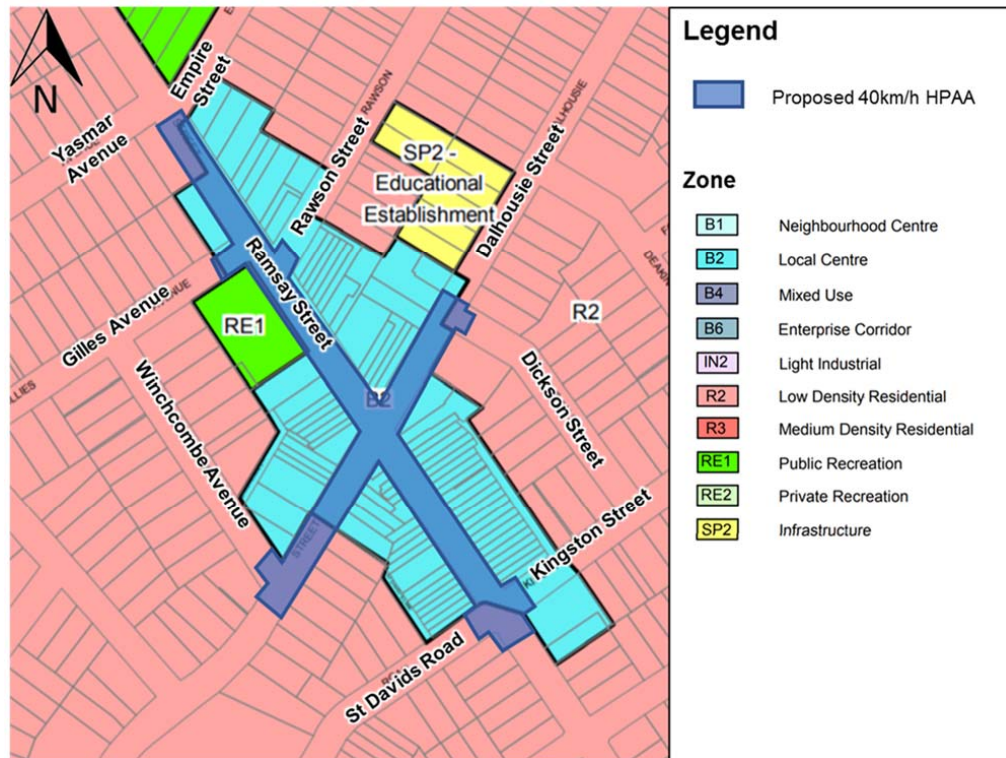 Legend
Proposed 40km/h HPAA
Zone
B1 Neighbourhood Centre
B2 Local Centre
B4 Mixed Use
B6 Enterprise Corridor
IN2 Light Industrial
R2 Low Density Residential
R3 Medium Density Residential
RE1 Public Recreation
RE2 Private Recreation
SP2 Infrastructure
N
Empire
Street
Yasmar
Avenue
Rawson Street
RAWSON
SP2 -
Educational
Establishment
Dalhousie Street
Ramsay Street
Gilles Avenue
AVENUE
RE1
R2
Winchcombe Avenue
B2
Dickson Street
STREET
Kingston Street
St Davids Road